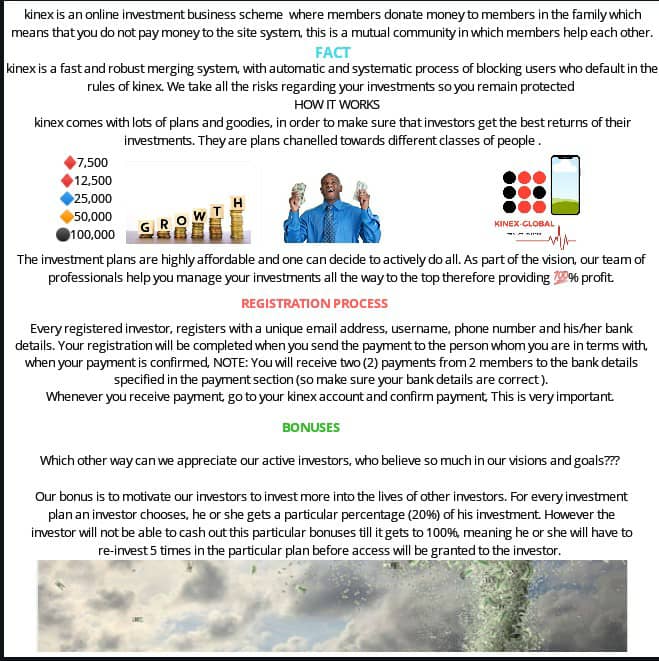 kinex is an online investment business scheme where members donate money to members in the family which
means that you do not pay money to the site system, this is a mutual community in which members help each other.
FACT
kinex is a fast and robust merging system, with automatic and systematic process of blocking users who default in the
rules of kinex. We take all the risks regarding your investments so you remain protected
HOW IT WORKS
kinex comes with lots of plans and goodies, in order to make sure that investors get the best returns of their
investments. They are plans chanelled towards different classes of people .
7,500
12,500
25,000
50,000
100,000
GROWTH
KINEX-GLOBAL
The investment plans are highly affordable and one can decide to actively do all. As part of the vision, our team of
professionals help you manage your investments all the way to the top therefore providing 💯% profit.
REGISTRATION PROCESS
Every registered investor, registers with a unique email address, username, phone number and his/her bank
details. Your registration will be completed when you send the payment to the person whom you are in terms with,
when your payment is confirmed, NOTE: You will receive two (2) payments from 2 members to the bank details
specified in the payment section (so make sure your bank details are correct ).
Whenever you receive payment, go to your kinex account and confirm payment, This is very important.
BONUSES
Which other way can we appreciate our active investors, who believe so much in our visions and goals???
Our bonus is to motivate our investors to invest more into the lives of other investors. For every investment
plan an investor chooses, he or she gets a particular percentage (20%) of his investment. However the
investor will not be able to cash out this particular bonuses till it gets to 100%, meaning he or she will have to
re-invest 5 times in the particular plan before access will be granted to the investor.